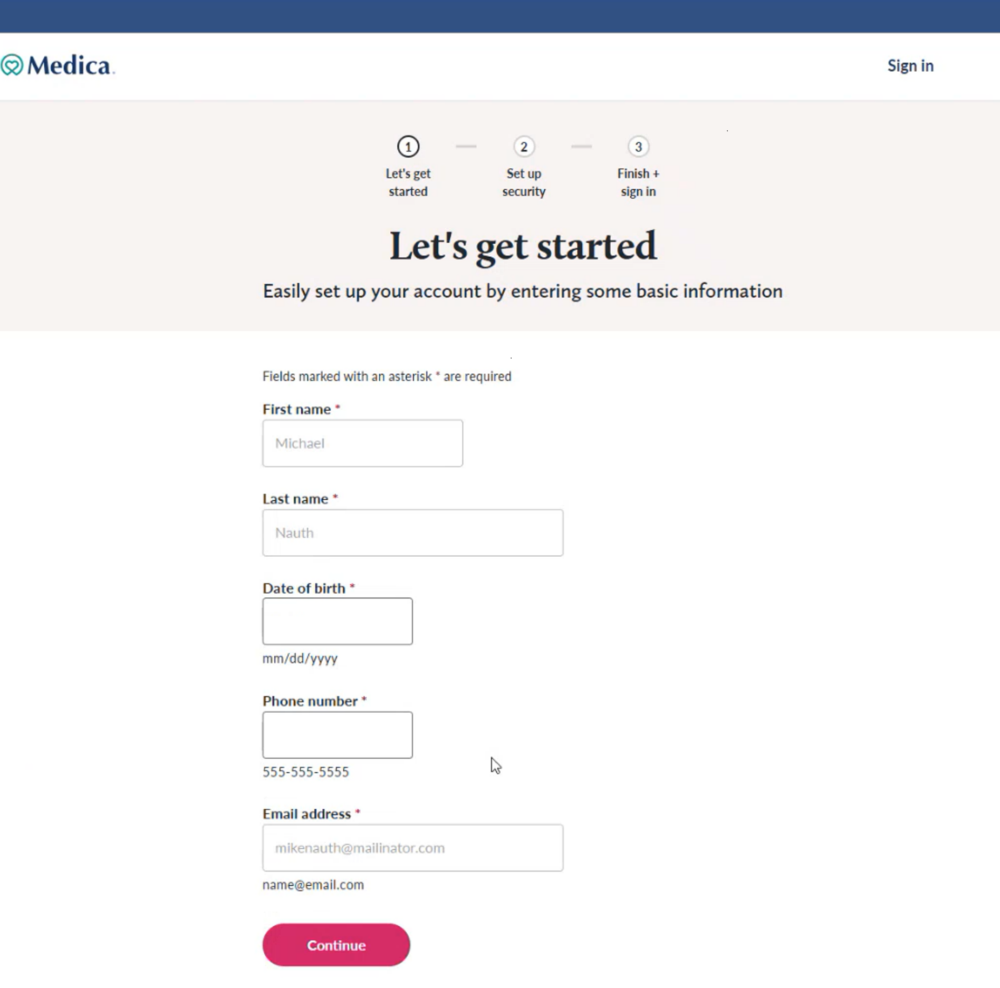 Medica.
Sign in
1
2
3
Let's get started
Set up security
Finish + sign in
Let's get started
Easily set up your account by entering some basic information
Fields marked with an asterisk * are required
First name *
Michael
Last name *
Nauth
Date of birth *
mm/dd/yyyy
Phone number *
555-555-5555
Email address *
mikenauth@mailinator.com
name@email.com
Continue